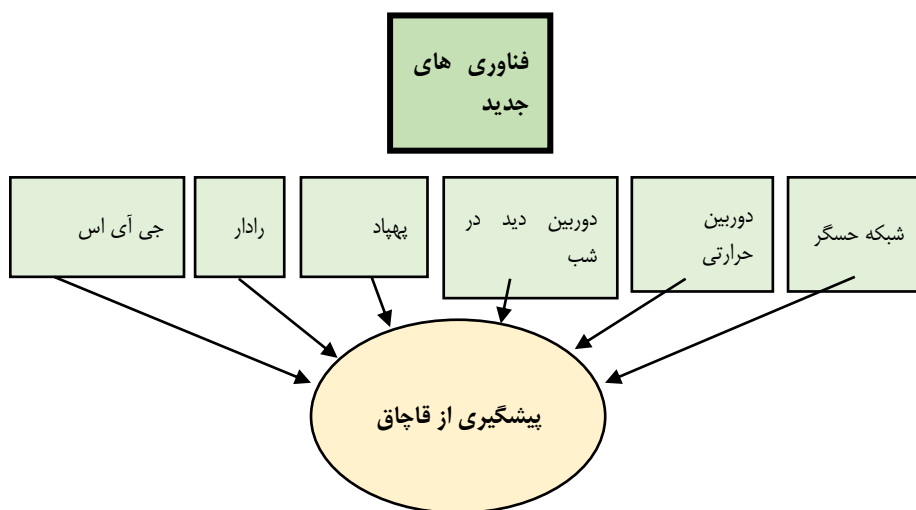 فناوری های
جدید
شبکه حسگر
دوربین
حرارتی
دوربین دید در
شب
پهپاد
رادار
جی آی اس
پیشگیری از قاچاق